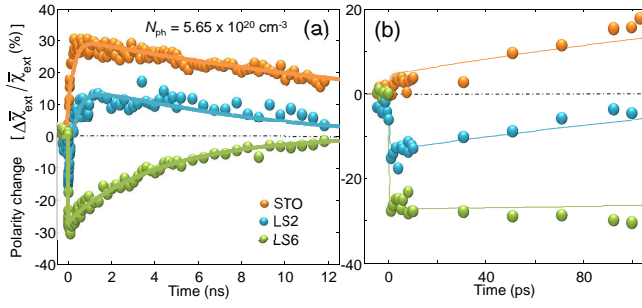 N_ph = 5.65 x 10^20 cm^-3
(a)
(b)
Polarity change [Δχ̅_ext / χ̅_ext (%)]
40
30
20
10
0
-10
-20
-30
-40
STO
LS2
LS6
0 2 4 6 8 10 12
Time (ns)
20
0
-20
-40
0 50 100
Time (ps)